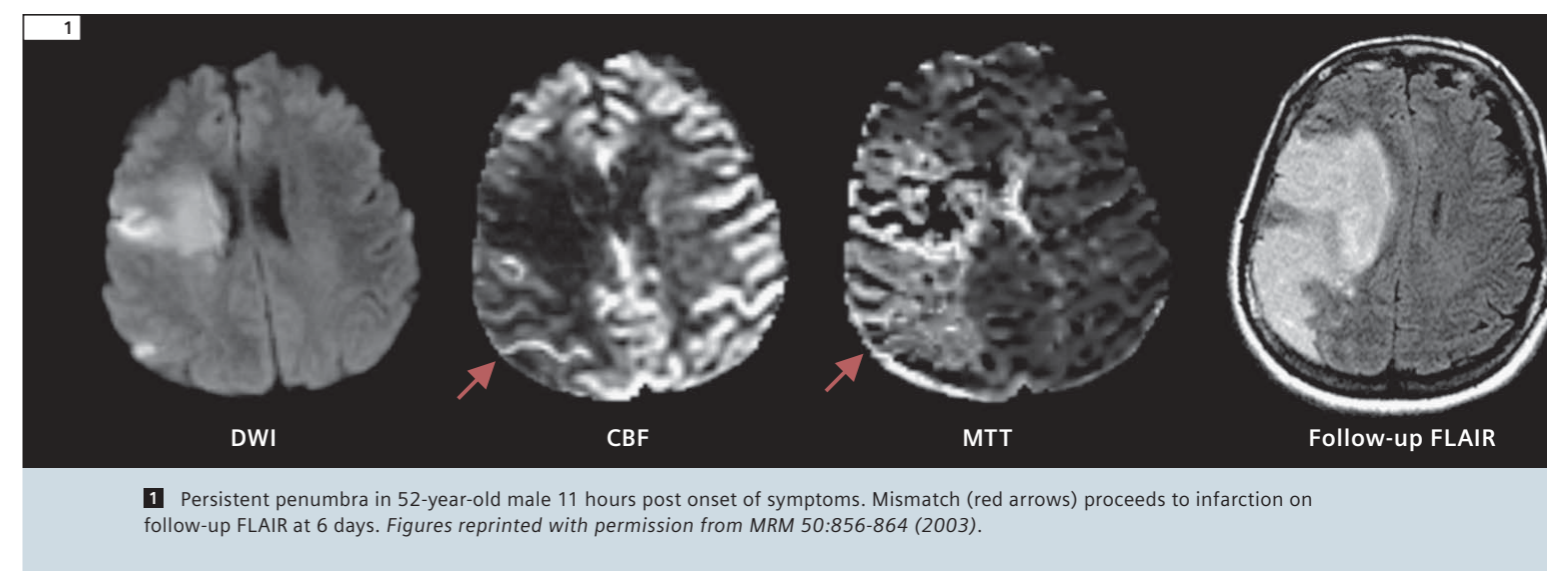 1
DWI
CBF
MTT
Follow-up FLAIR
1 Persistent penumbra in 52-year-old male 11 hours post onset of symptoms. Mismatch (red arrows) proceeds to infarction on
follow-up FLAIR at 6 days. Figures reprinted with permission from MRM 50:856-864 (2003).